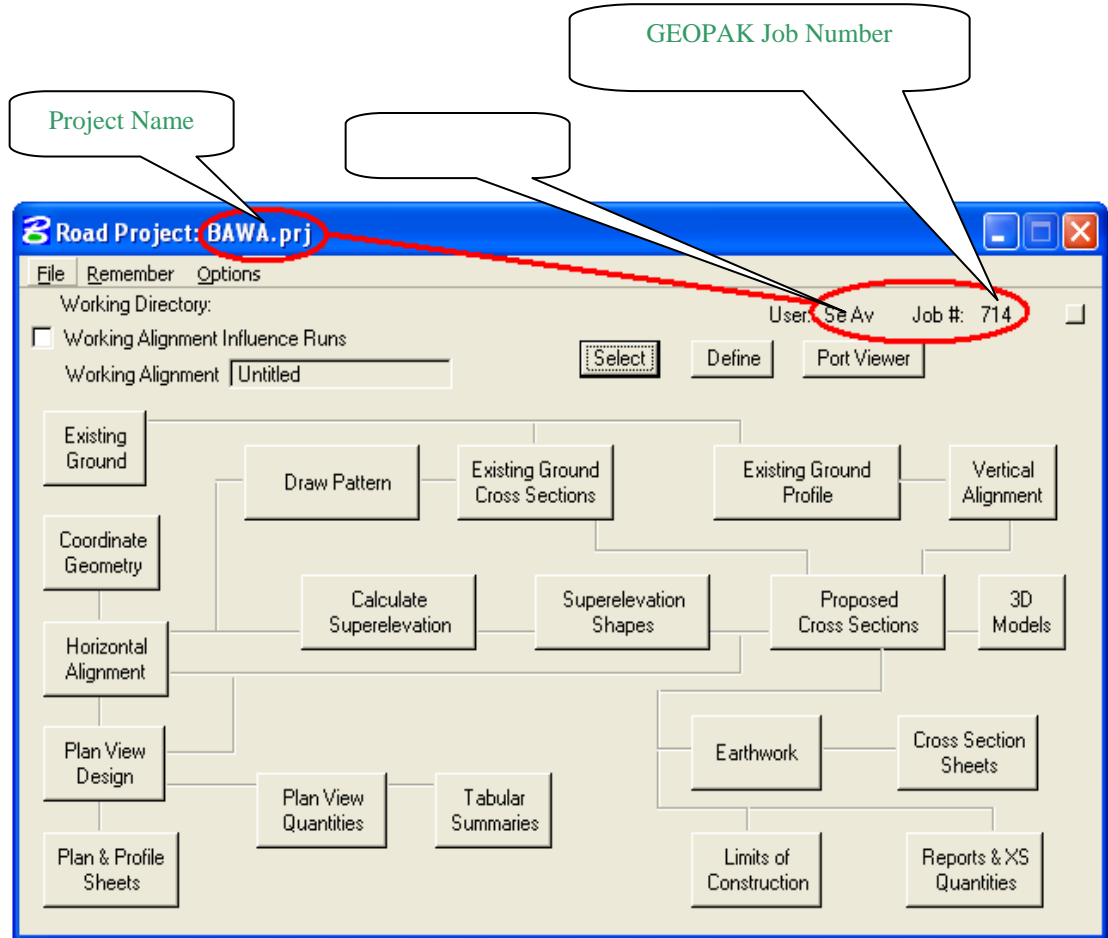 GEOPAK Job Number
Project Name
Road Project: BAWA.prj
File Remember Options
Working Directory:
User: Se Av Job #: 714
Working Alignment Influence Runs
Working Alignment Untitled
Select Define Port Viewer
Existing
Ground
Draw Pattern
Existing Ground
Cross Sections
Existing Ground
Profile
Vertical
Alignment
Coordinate
Geometry
Calculate
Superelevation
Superelevation
Shapes
Proposed
Cross Sections
3D
Models
Horizontal
Alignment
Plan View
Design
Earthwork
Cross Section
Sheets
Plan View
Quantities
Tabular
Summaries
Plan & Profile
Sheets
Limits of
Construction
Reports & XS
Quantities